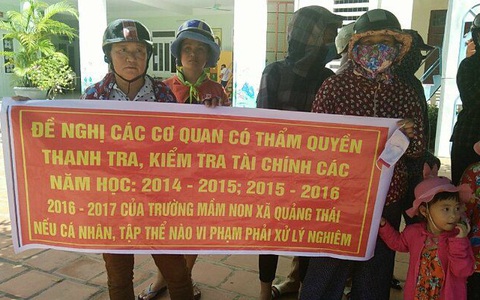 ĐỀ NGHỊ CÁC CƠ QUAN CÓ THẨM QUYỀN
THANH TRA, KIỂM TRA TÀI CHÍNH CÁC
NĂM HỌC: 2014 - 2015; 2015 - 2016
2016 - 2017 CỦA TRƯỜNG MẦM NON XÃ QUẢNG THÁI
NẾU CÁ NHÂN, TẬP THỂ NÀO VI PHẠM PHẢI XỬ LÝ NGHIÊM